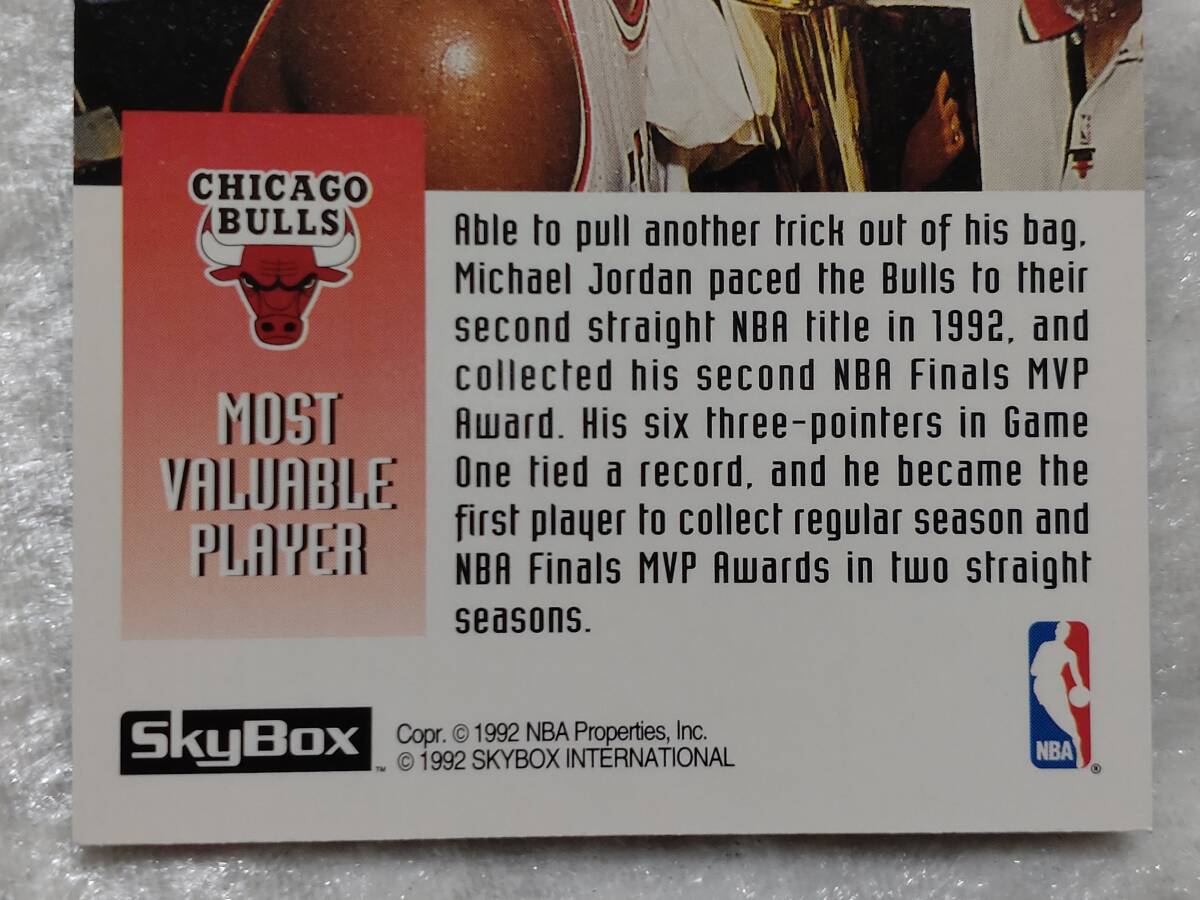 CHICAGO
BULLS
MOST
VALUABLE
PLAYER
Able to pull another trick out of his bag,
Michael Jordan paced the Bulls to their
second straight NBA title in 1992, and
collected his second NBA Finals MVP
Award. His six three-pointers in Game
One tied a record, and he became the
first player to collect regular season and
NBA Finals MVP Awards in two straight
seasons.
SkyBox™
Copr. © 1992 NBA Properties, Inc.
© 1992 SKYBOX INTERNATIONAL
NBA®